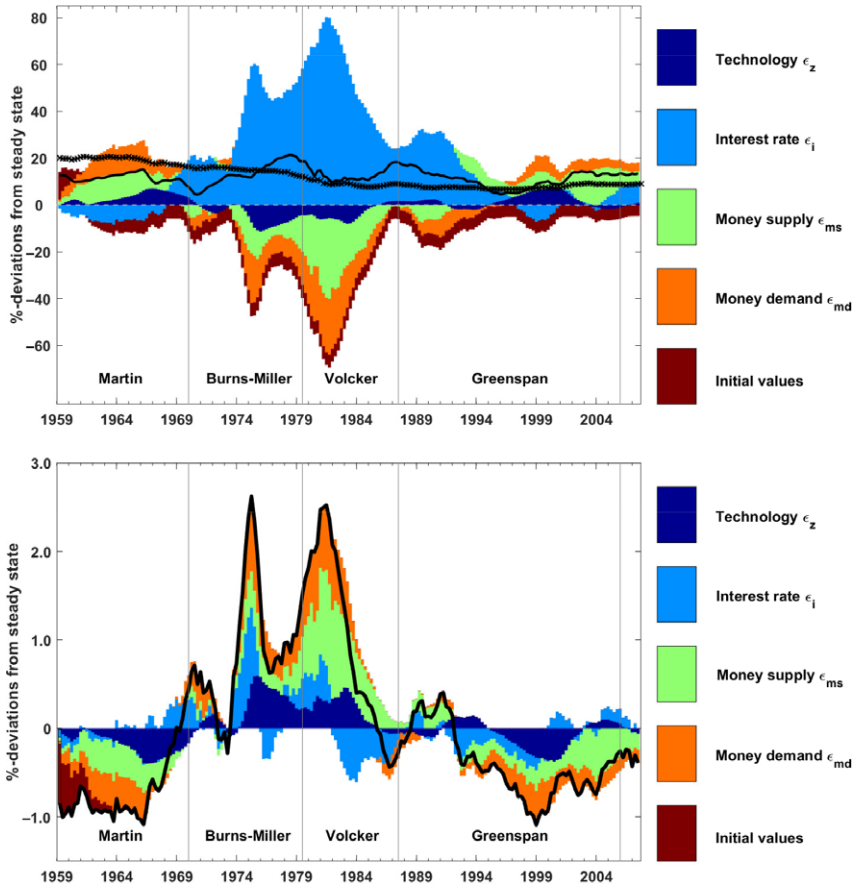 %-deviations from steady state
80
60
40
20
0
−20
−40
−60
Martin
Burns-Miller
Volcker
Greenspan
1959
1964
1969
1974
1979
1984
1989
1994
1999
2004
Technology ϵz
Interest rate ϵi
Money supply ϵms
Money demand ϵmd
Initial values
%-deviations from steady state
3.0
2.0
1.0
0
−1.0
Martin
Burns-Miller
Volcker
Greenspan
1959
1964
1969
1974
1979
1984
1989
1994
1999
2004
Technology ϵz
Interest rate ϵi
Money supply ϵms
Money demand ϵmd
Initial values